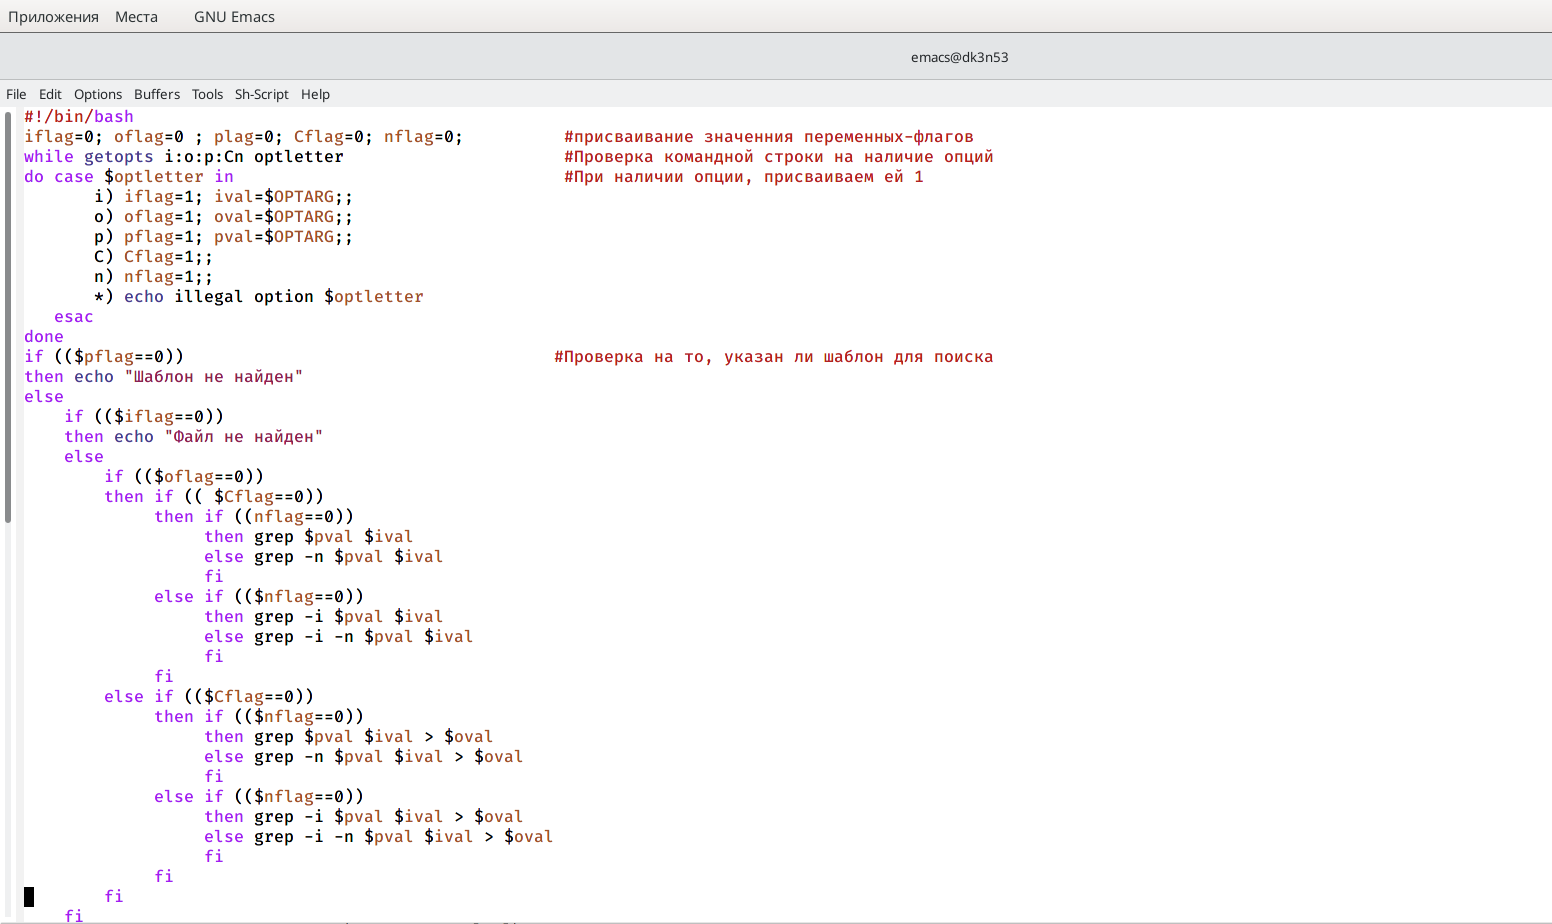 Приложения Места GNU Emacs
emacs@dk3n53
File Edit Options Buffers Tools Sh-Script Help
#!/bin/bash
iflag=0; oflag=0 ; plag=0; Cflag=0; nflag=0; #присваивание значенния переменных-флагов
while getopts i:o:p:Cn optletter #Проверка командной строки на наличие опций
do case $optletter in #При наличии опции, присваиваем ей 1
i) iflag=1; ival=$OPTARG;;
o) oflag=1; oval=$OPTARG;;
p) pflag=1; pval=$OPTARG;;
C) Cflag=1;;
n) nflag=1;;
*) echo illegal option $optletter
esac
done
if (($pflag==0)) #Проверка на то, указан ли шаблон для поиска
then echo "Шаблон не найден"
else
if (($iflag==0))
then echo "Файл не найден"
else
if (($oflag==0))
then if (( $Cflag==0))
then if ((nflag==0))
then grep $pval $ival
else grep -n $pval $ival
fi
else if (($nflag==0))
then grep -i $pval $ival
else grep -i -n $pval $ival
fi
fi
else if (($Cflag==0))
then if (($nflag==0))
then grep $pval $ival > $oval
else grep -n $pval $ival > $oval
fi
else if (($nflag==0))
then grep -i $pval $ival > $oval
else grep -i -n $pval $ival > $oval
fi
fi
fi
fi